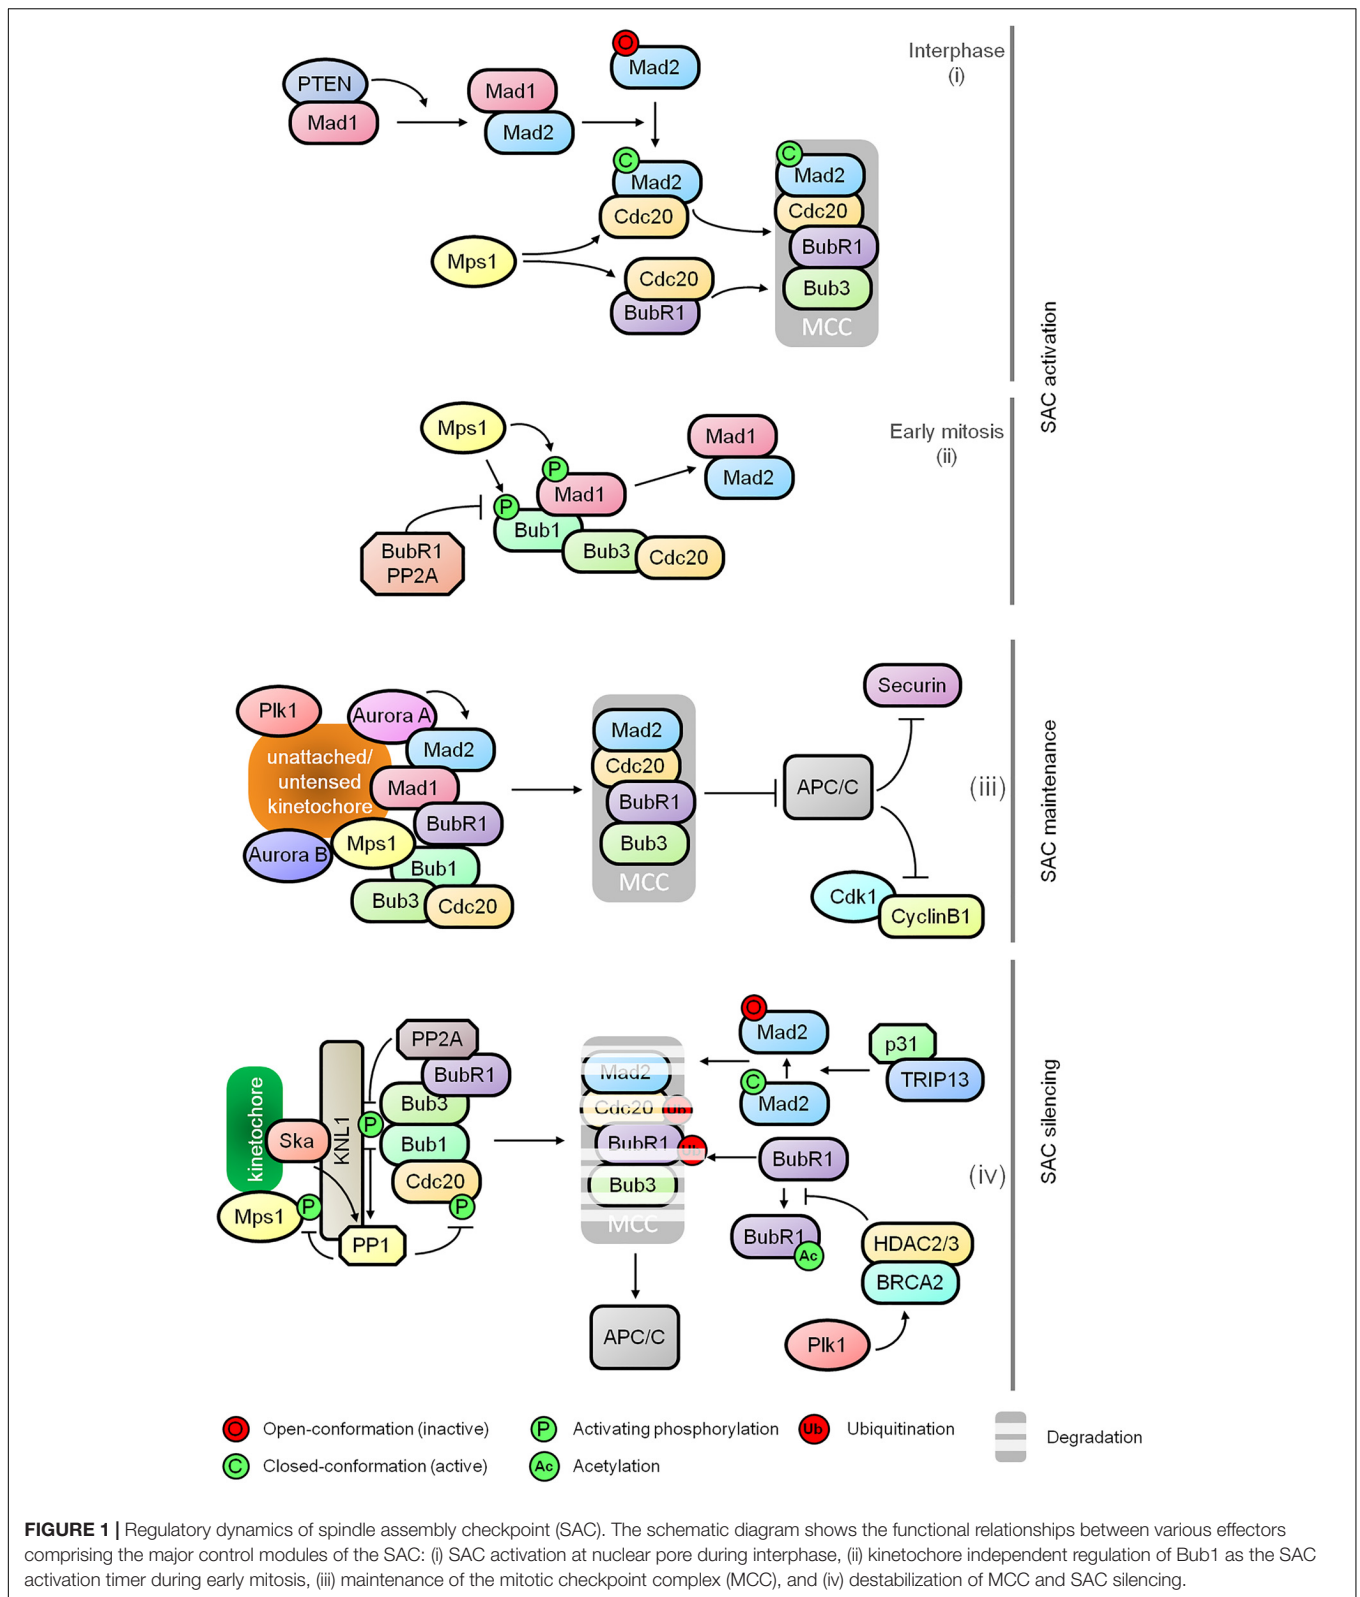 Interphase
(i)
O
Mad2
PTEN
Mad1
Mad1
Mad2
C
Mad2
Cdc20
C
Mad2
Cdc20
BubR1
Bub3
MCC
Mps1
Cdc20
BubR1
SAC activation
Early mitosis
(ii)
Mps1
P
Mad1
P
Bub1
Bub3
Cdc20
Mad1
Mad2
BubR1
PP2A
SAC maintenance
(iii)
Plk1
Aurora A
unattached/
untensed
kinetochore
Mad2
Mad1
BubR1
Aurora B
Mps1
Bub1
Bub3
Cdc20
Mad2
Cdc20
BubR1
Bub3
MCC
APC/C
Securin
Cdk1
CyclinB1
SAC silencing
(iv)
kinetochore
Ska
KNL1
Mps1
P
PP1
PP2A
BubR1
Bub3
P
Bub1
Cdc20
P
Mad2
Cdc20
Ub
BubR1
Ub
Bub3
MCC
APC/C
O
Mad2
C
Mad2
p31
TRIP13
BubR1
BubR1
Ac
HDAC2/3
BRCA2
Plk1
O Open-conformation (inactive)
P Activating phosphorylation
Ub Ubiquitination
Degradation
C Closed-conformation (active)
Ac Acetylation
FIGURE 1 | Regulatory dynamics of spindle assembly checkpoint (SAC). The schematic diagram shows the functional relationships between various effectors
comprising the major control modules of the SAC: (i) SAC activation at nuclear pore during interphase, (ii) kinetochore independent regulation of Bub1 as the SAC
activation timer during early mitosis, (iii) maintenance of the mitotic checkpoint complex (MCC), and (iv) destabilization of MCC and SAC silencing.